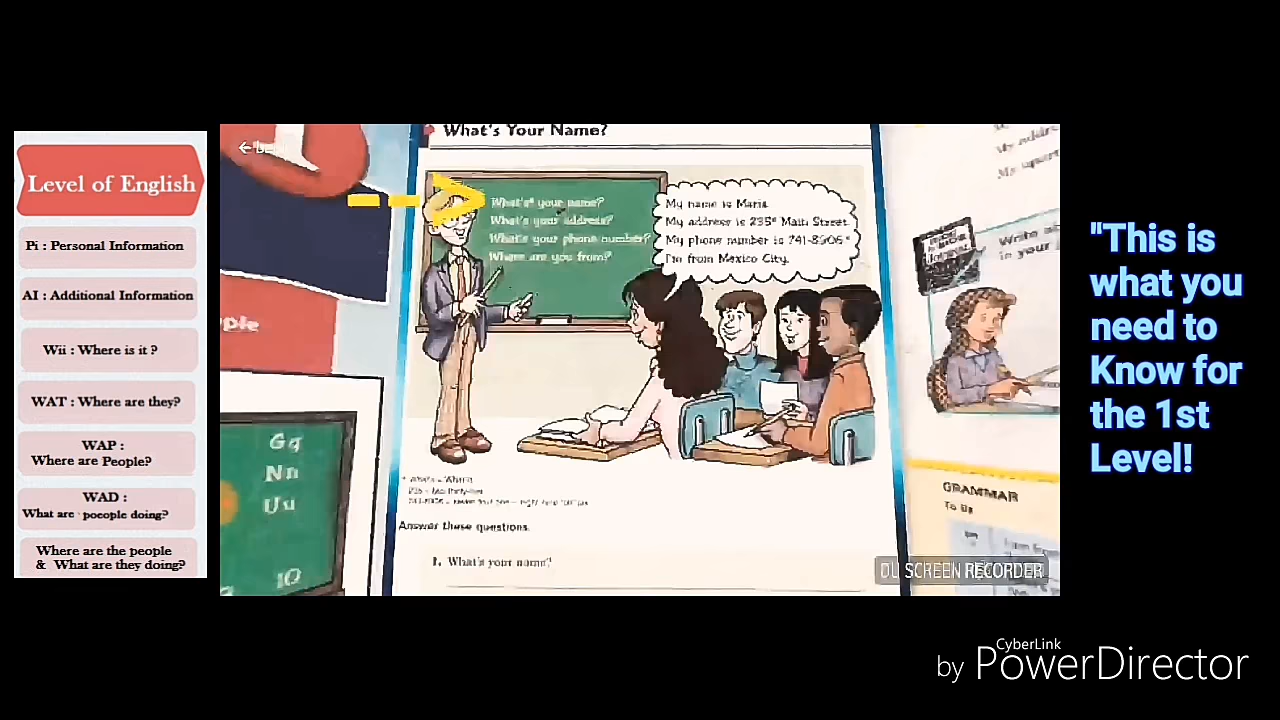 Level of English
Pi : Personal Information
AI : Additional Information
Wii : Where is it ?
WAT : Where are they?
WAP :
Where are People?
WAD :
What are poeople doing?
Where are the people
& What are they doing?
What's Your Name?
What's* your name?
What's your address?
What's your phone number?
Where are you from?
My name is Maria.
My address is 235* Main Street.
My phone number is 741-8906*
I'm from Mexico City.
Gg
Nn
Uu
Answer these questions.
1. What's your name?
in your
GRAMMAR
To Be
DU SCREEN RECORDER
"This is
what you
need to
Know for
the 1st
Level!
CyberLink
by PowerDirector